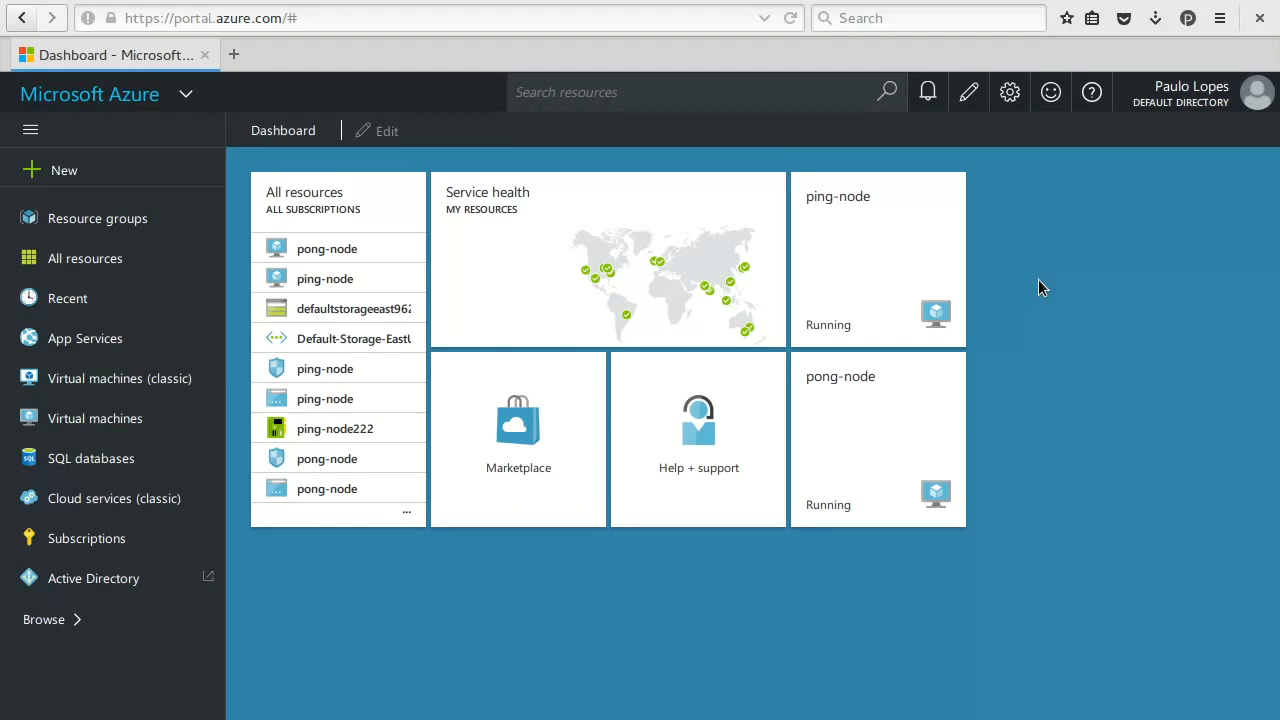 https://portal.azure.com/#
Search
Dashboard - Microsoft...
Microsoft Azure
Search resources
Paulo Lopes
DEFAULT DIRECTORY
Dashboard
Edit
New
Resource groups
All resources
Recent
App Services
Virtual machines (classic)
Virtual machines
SQL databases
Cloud services (classic)
Subscriptions
Active Directory
Browse
All resources
ALL SUBSCRIPTIONS
pong-node
ping-node
defaultstorageeast962
Default-Storage-EastU
ping-node
ping-node
ping-node222
pong-node
pong-node
...
Service health
MY RESOURCES
Marketplace
Help + support
ping-node
Running
pong-node
Running